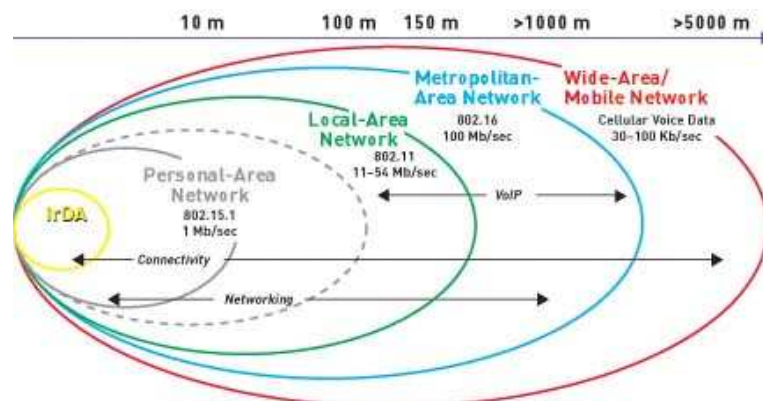 10 m 100 m 150 m >1000 m >5000 m
Metropolitan-
Area Network
802.16
100 Mb/sec
Wide-Area/
Mobile Network
Cellular Voice Data
30–100 Kb/sec
Local-Area
Network
802.11
11–54 Mb/sec
Personal-Area
Network
802.15.1
1 Mb/sec
IrDA
VoIP
Connectivity
Networking